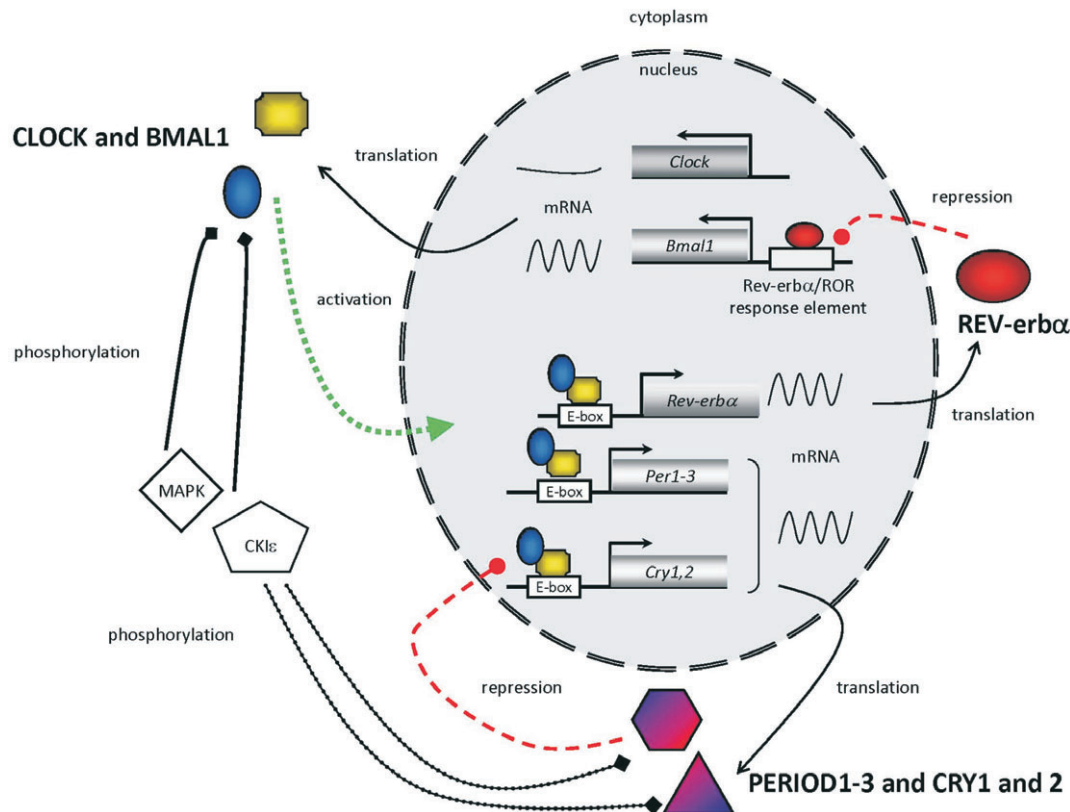 cytoplasm
nucleus
CLOCK and BMAL1
translation
Clock
mRNA
repression
Bmal1
Rev-erbα/ROR
response element
activation
REV-erbα
phosphorylation
Rev-erbα
E-box
translation
mRNA
Per1-3
E-box
MAPK
CKIε
Cry1,2
E-box
phosphorylation
repression
translation
PERIOD1-3 and CRY1 and 2